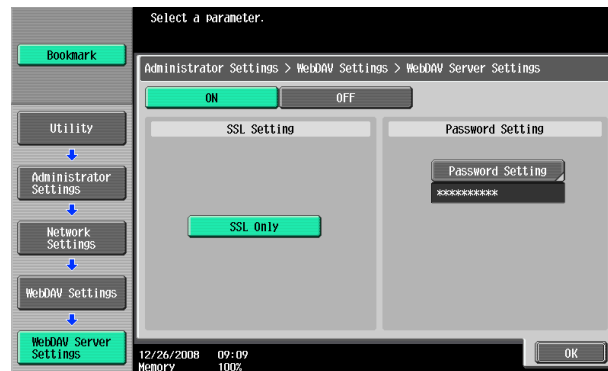 Select a parameter.
Bookmark
Administrator Settings > WebDAV Settings > WebDAV Server Settings
ON
OFF
Utility
Administrator
Settings
Network
Settings
WebDAV Settings
WebDAV Server
Settings
SSL Setting
SSL Only
Password Setting
Password Setting
**********
12/26/2008 09:09
Memory 100%
OK